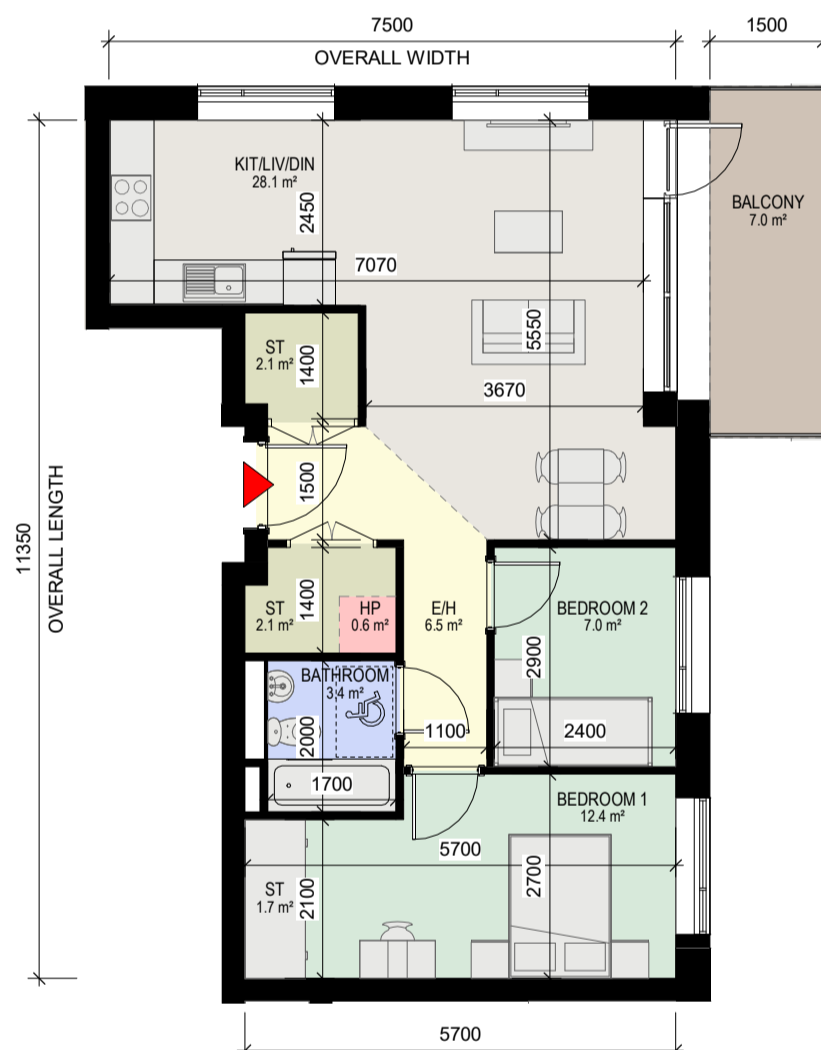 7500
1500
OVERALL WIDTH
KIT/LIV/DIN
28.1 m²
2450
BALCONY
7.0 m²
7070
5550
ST
2.1 m²
1400
3670
1500
11350
OVERALL LENGTH
ST
2.1 m²
1400
HP
0.6 m²
E/H
6.5 m²
BEDROOM 2
7.0 m²
2900
BATHROOM
3.4 m²
2000
1100
2400
1700
BEDROOM 1
12.4 m²
5700
2700
ST
1.7 m²
2100
5700